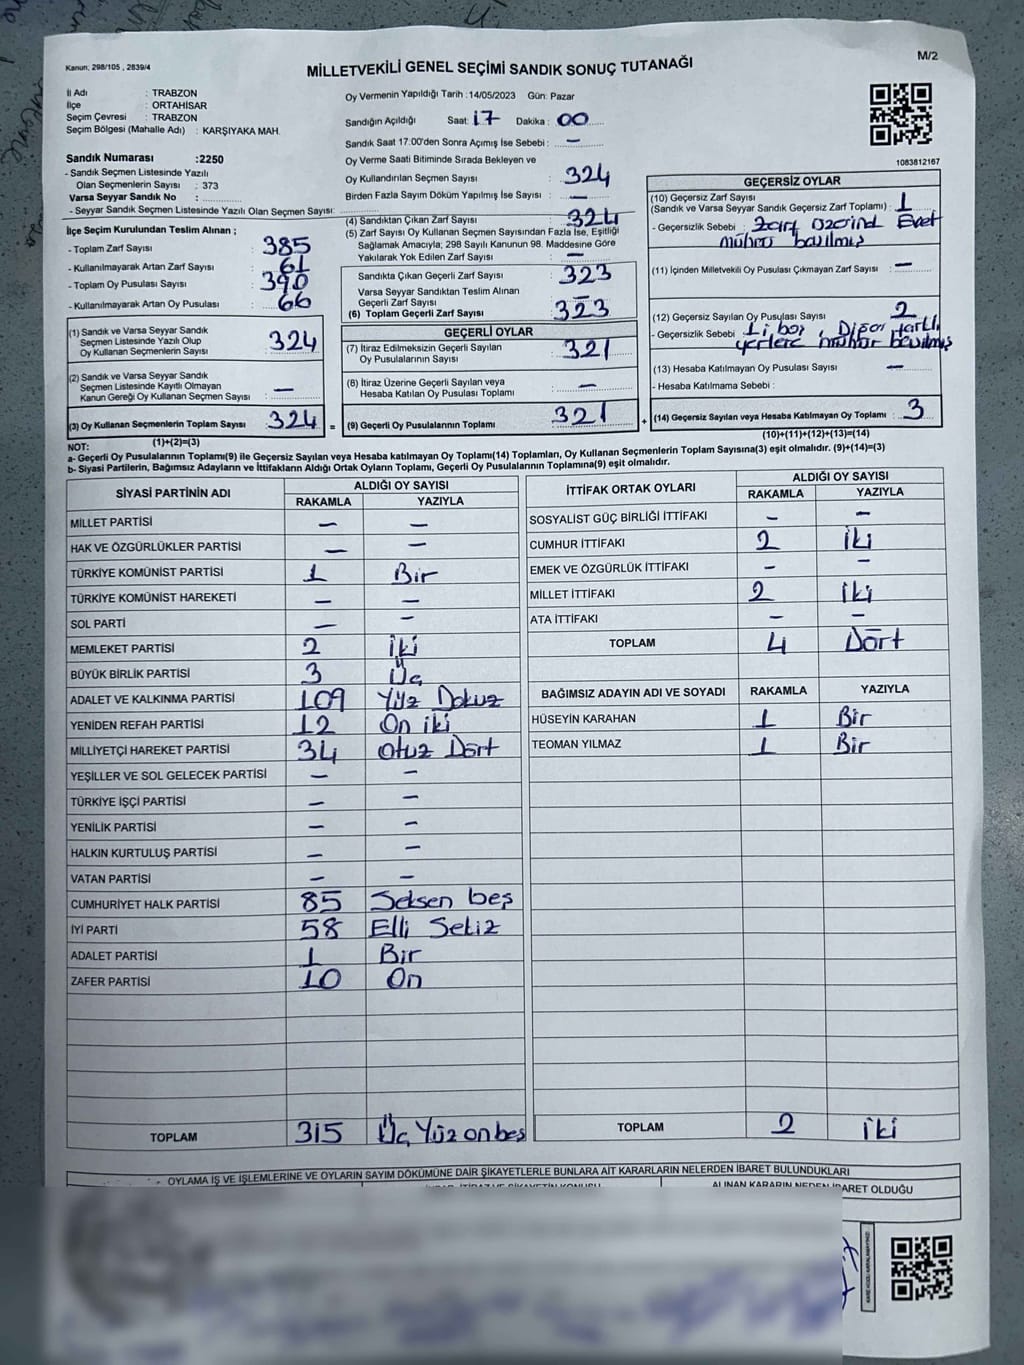 Kanun; 298/105 , 2839/4
MİLLETVEKİLİ GENEL SEÇİMİ SANDIK SONUÇ TUTANAĞI
M/2
İl Adı : TRABZON
İlçe : ORTAHİSAR
Seçim Çevresi : TRABZON
Seçim Bölgesi (Mahalle Adı) : KARŞIYAKA MAH.
Sandık Numarası :2250
- Sandık Seçmen Listesinde Yazılı
Olan Seçmenlerin Sayısı : 373
Varsa Seyyar Sandık No :
- Seyyar Sandık Seçmen Listesinde Yazılı Olan Seçmen Sayısı:
İlçe Seçim Kurulundan Teslim Alınan ;
- Toplam Zarf Sayısı : 385
- Kullanılmayarak Artan Zarf Sayısı : 61
- Toplam Oy Pusulası Sayısı : 390
- Kullanılmayarak Artan Oy Pusulası : 66
(1) Sandık ve Varsa Seyyar Sandık
Seçmen Listesinde Yazılı Olup
Oy Kullanan Seçmenlerin Sayısı : 324
(2) Sandık ve Varsa Seyyar Sandık
Seçmen Listesinde Kayıtlı Olmayan
Kanun Gereği Oy Kullanan Seçmen Sayısı : —
(3) Oy Kullanan Seçmenlerin Toplam Sayısı : 324 =
(1)+(2)=(3)
Oy Vermenin Yapıldığı Tarih : 14/05/2023 Gün: Pazar
Sandığın Açıldığı Saat: 17 Dakika : 00
Sandık Saat 17:00'den Sonra Açımış İse Sebebi : —
Oy Verme Saati Bitiminde Sırada Bekleyen ve
Oy Kullandırılan Seçmen Sayısı : 324
Birden Fazla Sayım Döküm Yapılmış İse Sayısı : —
(4) Sandıktan Çıkan Zarf Sayısı : 324
(5) Zarf Sayısı Oy Kullanan Seçmen Sayısından Fazla İse, Eşitliği
Sağlamak Amacıyla; 298 Sayılı Kanunun 98. Maddesine Göre
Yakılarak Yok Edilen Zarf Sayısı : —
Sandıkta Çıkan Geçerli Zarf Sayısı : 323
Varsa Seyyar Sandıktan Teslim Alınan
Geçerli Zarf Sayısı : —
(6) Toplam Geçerli Zarf Sayısı : 323
GEÇERLİ OYLAR
(7) İtiraz Edilmeksizin Geçerli Sayılan
Oy Pusulalarının Sayısı : 321
(8) İtiraz Üzerine Geçerli Sayılan veya
Hesaba Katılan Oy Pusulası Toplamı : —
(9) Geçerli Oy Pusulalarının Toplamı : 321 +
1083812167
GEÇERSİZ OYLAR
(10) Geçersiz Zarf Sayısı
(Sandık ve Varsa Seyyar Sandık Geçersiz Zarf Toplamı) : 1
- Geçersizlik Sebebi : Zarf üzerind Evet
mührü basılmış
(11) İçinden Milletvekili Oy Pusulası Çıkmayan Zarf Sayısı : —
(12) Geçersiz Sayılan Oy Pusulası Sayısı : 2
- Geçersizlik Sebebi : 1i boş , Diğer farklı
yerlere mühür basılmış
(13) Hesaba Katılmayan Oy Pusulası Sayısı : —
- Hesaba Katılmama Sebebi :
(14) Geçersiz Sayılan veya Hesaba Katılmayan Oy Toplamı : 3
(10)+(11)+(12)+(13)=(14)
NOT:
a- Geçerli Oy Pusulalarının Toplamı(9) ile Geçersiz Sayılan veya Hesaba katılmayan Oy Toplamı(14) Toplamları, Oy Kullanan Seçmenlerin Toplam Sayısına(3) eşit olmalıdır. (9)+(14)=(3)
b- Siyasi Partilerin, Bağımsız Adayların ve İttifakların Aldığı Ortak Oyların Toplamı, Geçerli Oy Pusulalarının Toplamına(9) eşit olmalıdır.
SİYASİ PARTİNİN ADI
ALDIĞI OY SAYISI
RAKAMLA YAZIYLA
MİLLET PARTİSİ — —
HAK VE ÖZGÜRLÜKLER PARTİSİ — —
TÜRKİYE KOMÜNİST PARTİSİ 1 Bir
TÜRKİYE KOMÜNİST HAREKETİ — —
SOL PARTİ — —
MEMLEKET PARTİSİ 2 İki
BÜYÜK BİRLİK PARTİSİ 3 Üç
ADALET VE KALKINMA PARTİSİ 109 Yüz Dokuz
YENİDEN REFAH PARTİSİ 12 On iki
MİLLİYETÇİ HAREKET PARTİSİ 34 Otuz Dört
YEŞİLLER VE SOL GELECEK PARTİSİ — —
TÜRKİYE İŞÇİ PARTİSİ — —
YENİLİK PARTİSİ — —
HALKIN KURTULUŞ PARTİSİ — —
VATAN PARTİSİ — —
CUMHURİYET HALK PARTİSİ 85 Seksen beş
İYİ PARTİ 58 Elli Sekiz
ADALET PARTİSİ 1 Bir
ZAFER PARTİSİ 10 On
TOPLAM 315 Üç Yüz on beş
İTTİFAK ORTAK OYLARI
ALDIĞI OY SAYISI
RAKAMLA YAZIYLA
SOSYALİST GÜÇ BİRLİĞİ İTTİFAKI — —
CUMHUR İTTİFAKI 2 İki
EMEK VE ÖZGÜRLÜK İTTİFAKI — —
MİLLET İTTİFAKI 2 İki
ATA İTTİFAKI — —
TOPLAM 4 Dört
BAĞIMSIZ ADAYIN ADI VE SOYADI RAKAMLA YAZIYLA
HÜSEYİN KARAHAN 1 Bir
TEOMAN YILMAZ 1 Bir
TOPLAM 2 iki
OYLAMA İŞ VE İŞLEMLERİNE VE OYLARIN SAYIM DÖKÜMÜNE DAİR ŞİKAYETLERLE BUNLARA AİT KARARLARIN NELERDEN İBARET BULUNDUKLARI
ALINAN KARARIN NEDEN İBARET OLDUĞU